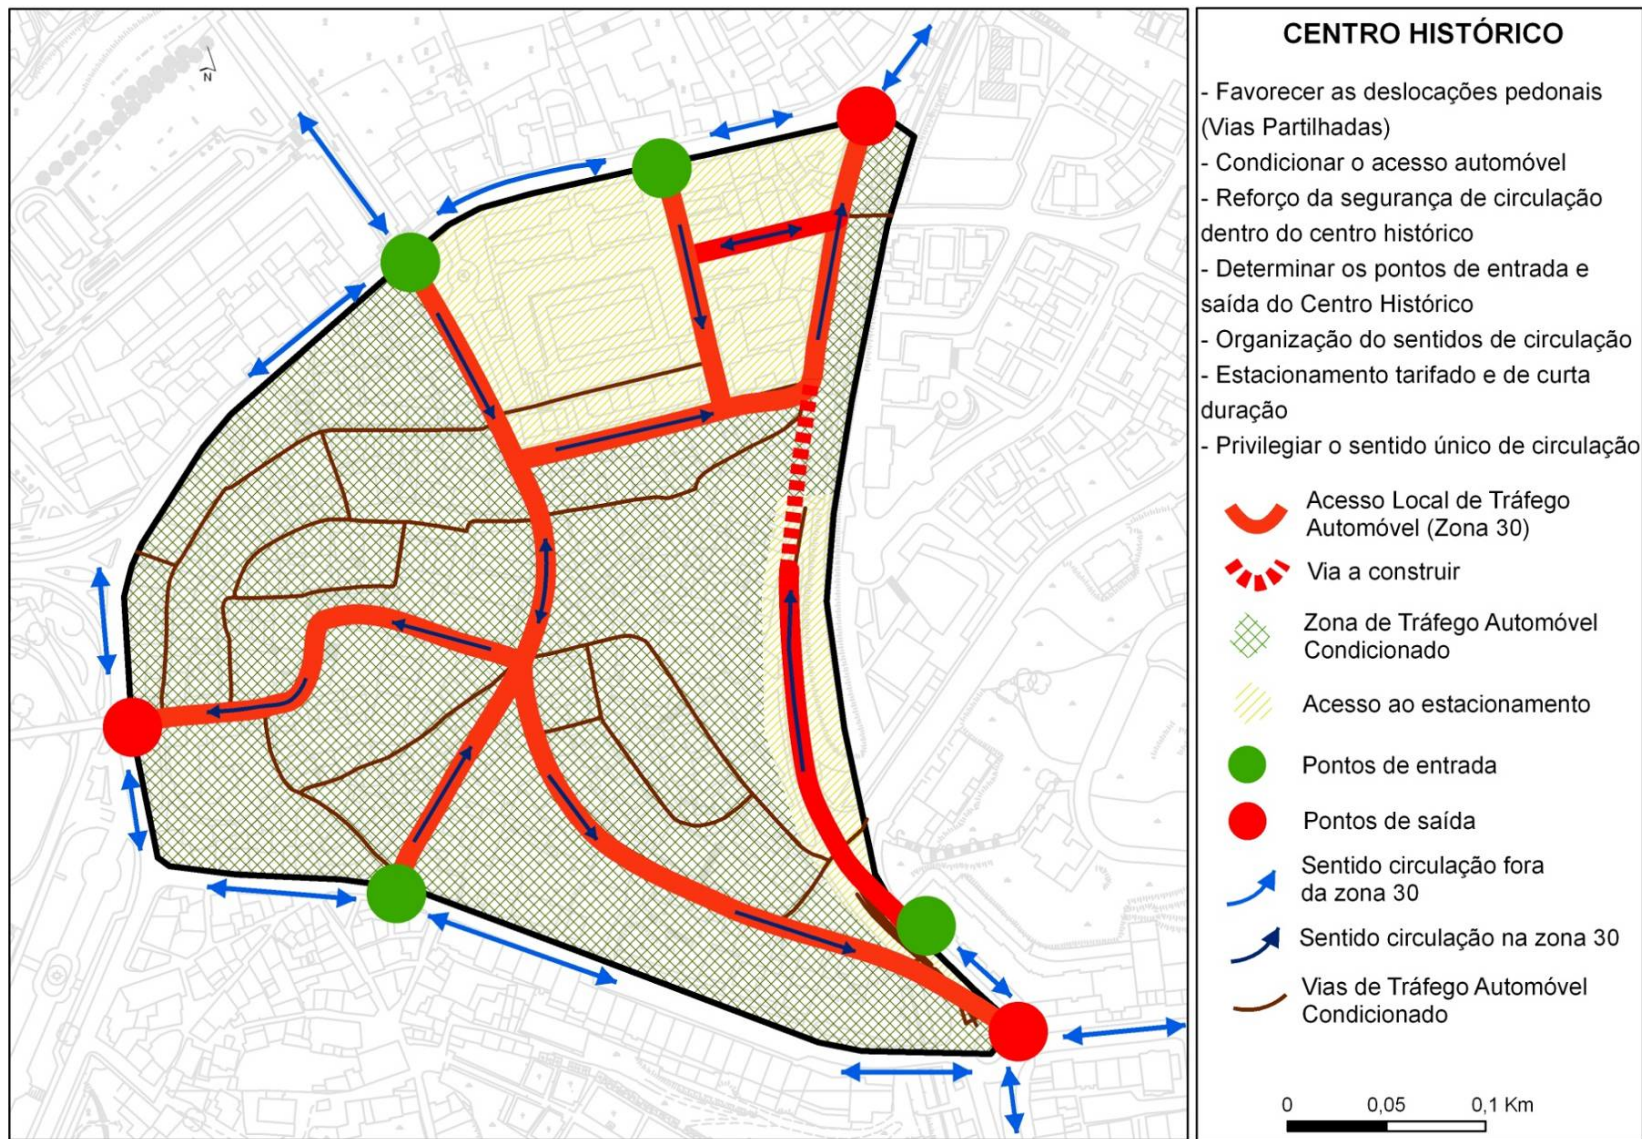 N
CENTRO HISTÓRICO
- Favorecer as deslocações pedonais
(Vias Partilhadas)
- Condicionar o acesso automóvel
- Reforço da segurança de circulação
dentro do centro histórico
- Determinar os pontos de entrada e
saída do Centro Histórico
- Organização do sentidos de circulação
- Estacionamento tarifado e de curta
duração
- Privilegiar o sentido único de circulação
Acesso Local de Tráfego
Automóvel (Zona 30)
Via a construir
Zona de Tráfego Automóvel
Condicionado
Acesso ao estacionamento
Pontos de entrada
Pontos de saída
Sentido circulação fora
da zona 30
Sentido circulação na zona 30
Vias de Tráfego Automóvel
Condicionado
0 0,05 0,1 Km